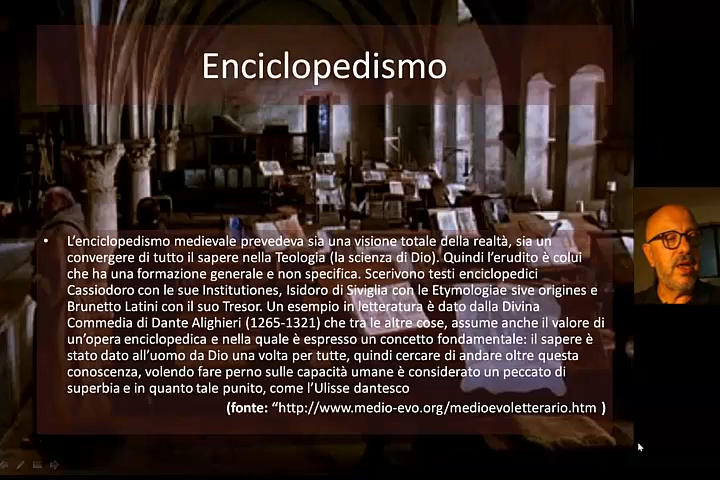 Enciclopedismo
• L'enciclopedismo medievale prevedeva sia una visione totale della realtà, sia un
convergere di tutto il sapere nella Teologia (la scienza di Dio). Quindi l'erudito è colui
che ha una formazione generale e non specifica. Scerivono testi enciclopedici
Cassiodoro con le sue Institutiones, Isidoro di Siviglia con le Etymologiae sive origines e
Brunetto Latini con il suo Tresor. Un esempio in letteratura è dato dalla Divina
Commedia di Dante Alighieri (1265-1321) che tra le altre cose, assume anche il valore di
un'opera enciclopedica e nella quale è espresso un concetto fondamentale: il sapere è
stato dato all'uomo da Dio una volta per tutte, quindi cercare di andare oltre questa
conoscenza, volendo fare perno sulle capacità umane è considerato un peccato di
superbia e in quanto tale punito, come l'Ulisse dantesco
(fonte: “http://www.medio-evo.org/medioevoletterario.htm )